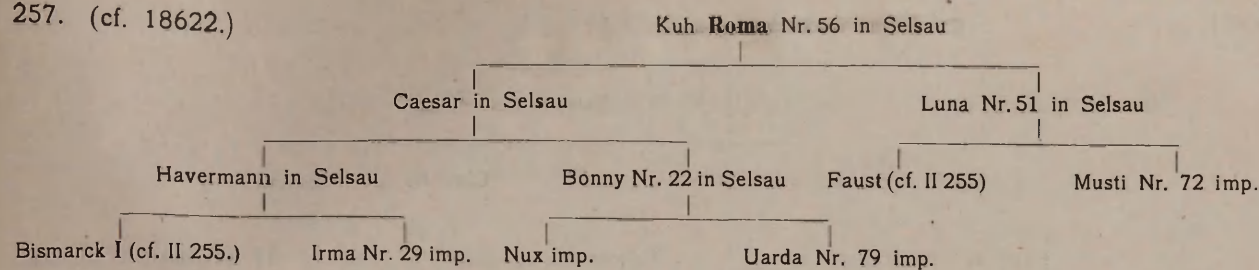 257. (cf. 18622.)
Kuh Roma Nr. 56 in Selsau
Caesar in Selsau Luna Nr. 51 in Selsau
Havermann in Selsau Bonny Nr. 22 in Selsau Faust (cf. II 255) Musti Nr. 72 imp.
Bismarck I (cf. II 255.) Irma Nr. 29 imp. Nux imp. Uarda Nr. 79 imp.